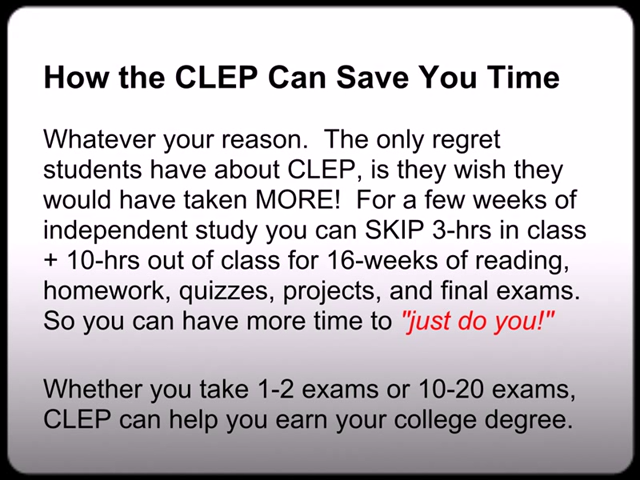 How the CLEP Can Save You Time
Whatever your reason.  The only regret
students have about CLEP, is they wish they
would have taken MORE!  For a few weeks of
independent study you can SKIP 3-hrs in class
+ 10-hrs out of class for 16-weeks of reading,
homework, quizzes, projects, and final exams.
So you can have more time to "just do you!"
Whether you take 1-2 exams or 10-20 exams,
CLEP can help you earn your college degree.